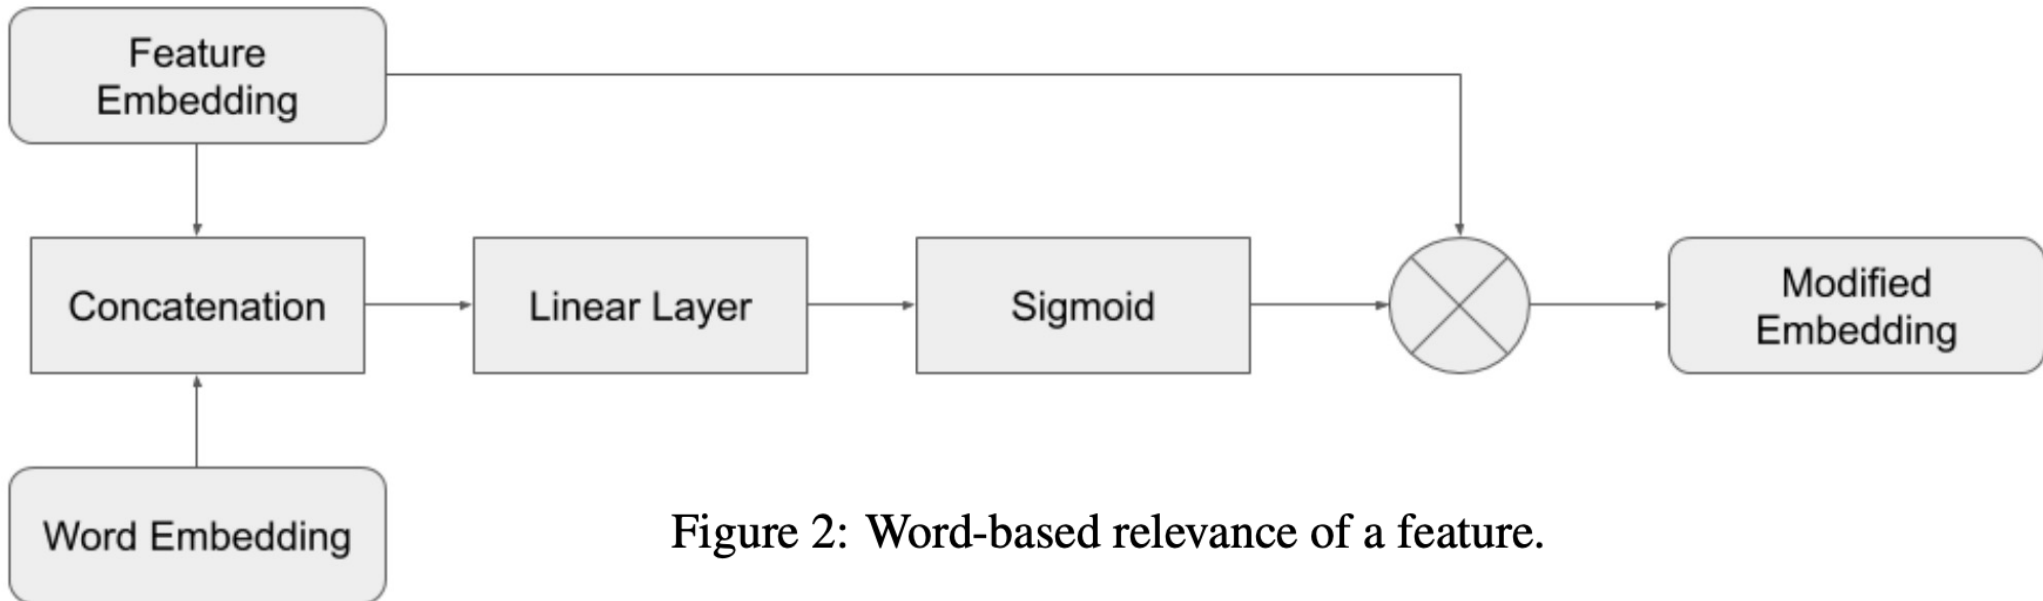 Feature
Embedding
Concatenation
Linear Layer
Sigmoid
Modified
Embedding
Word Embedding
Figure 2: Word-based relevance of a feature.